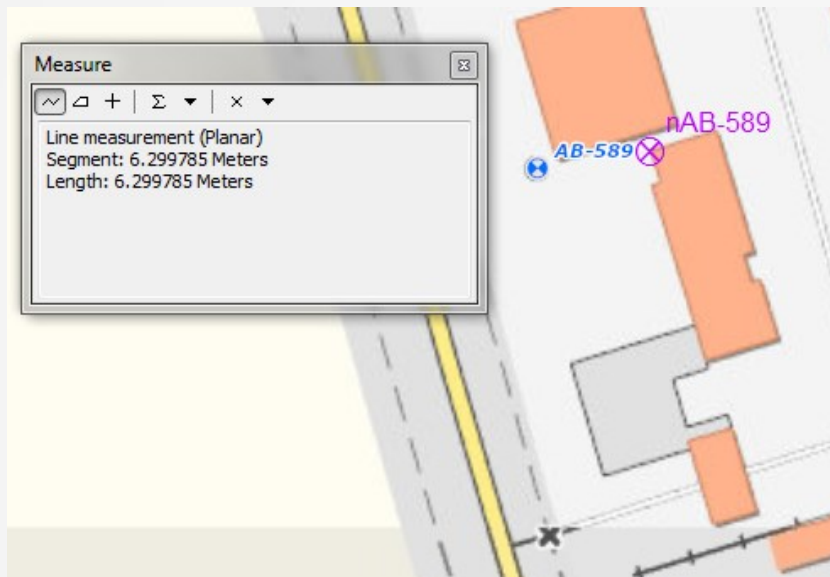 Measure
Σ
Line measurement (Planar)
Segment: 6.299785 Meters
Length: 6.299785 Meters
nAB-589
AB-589